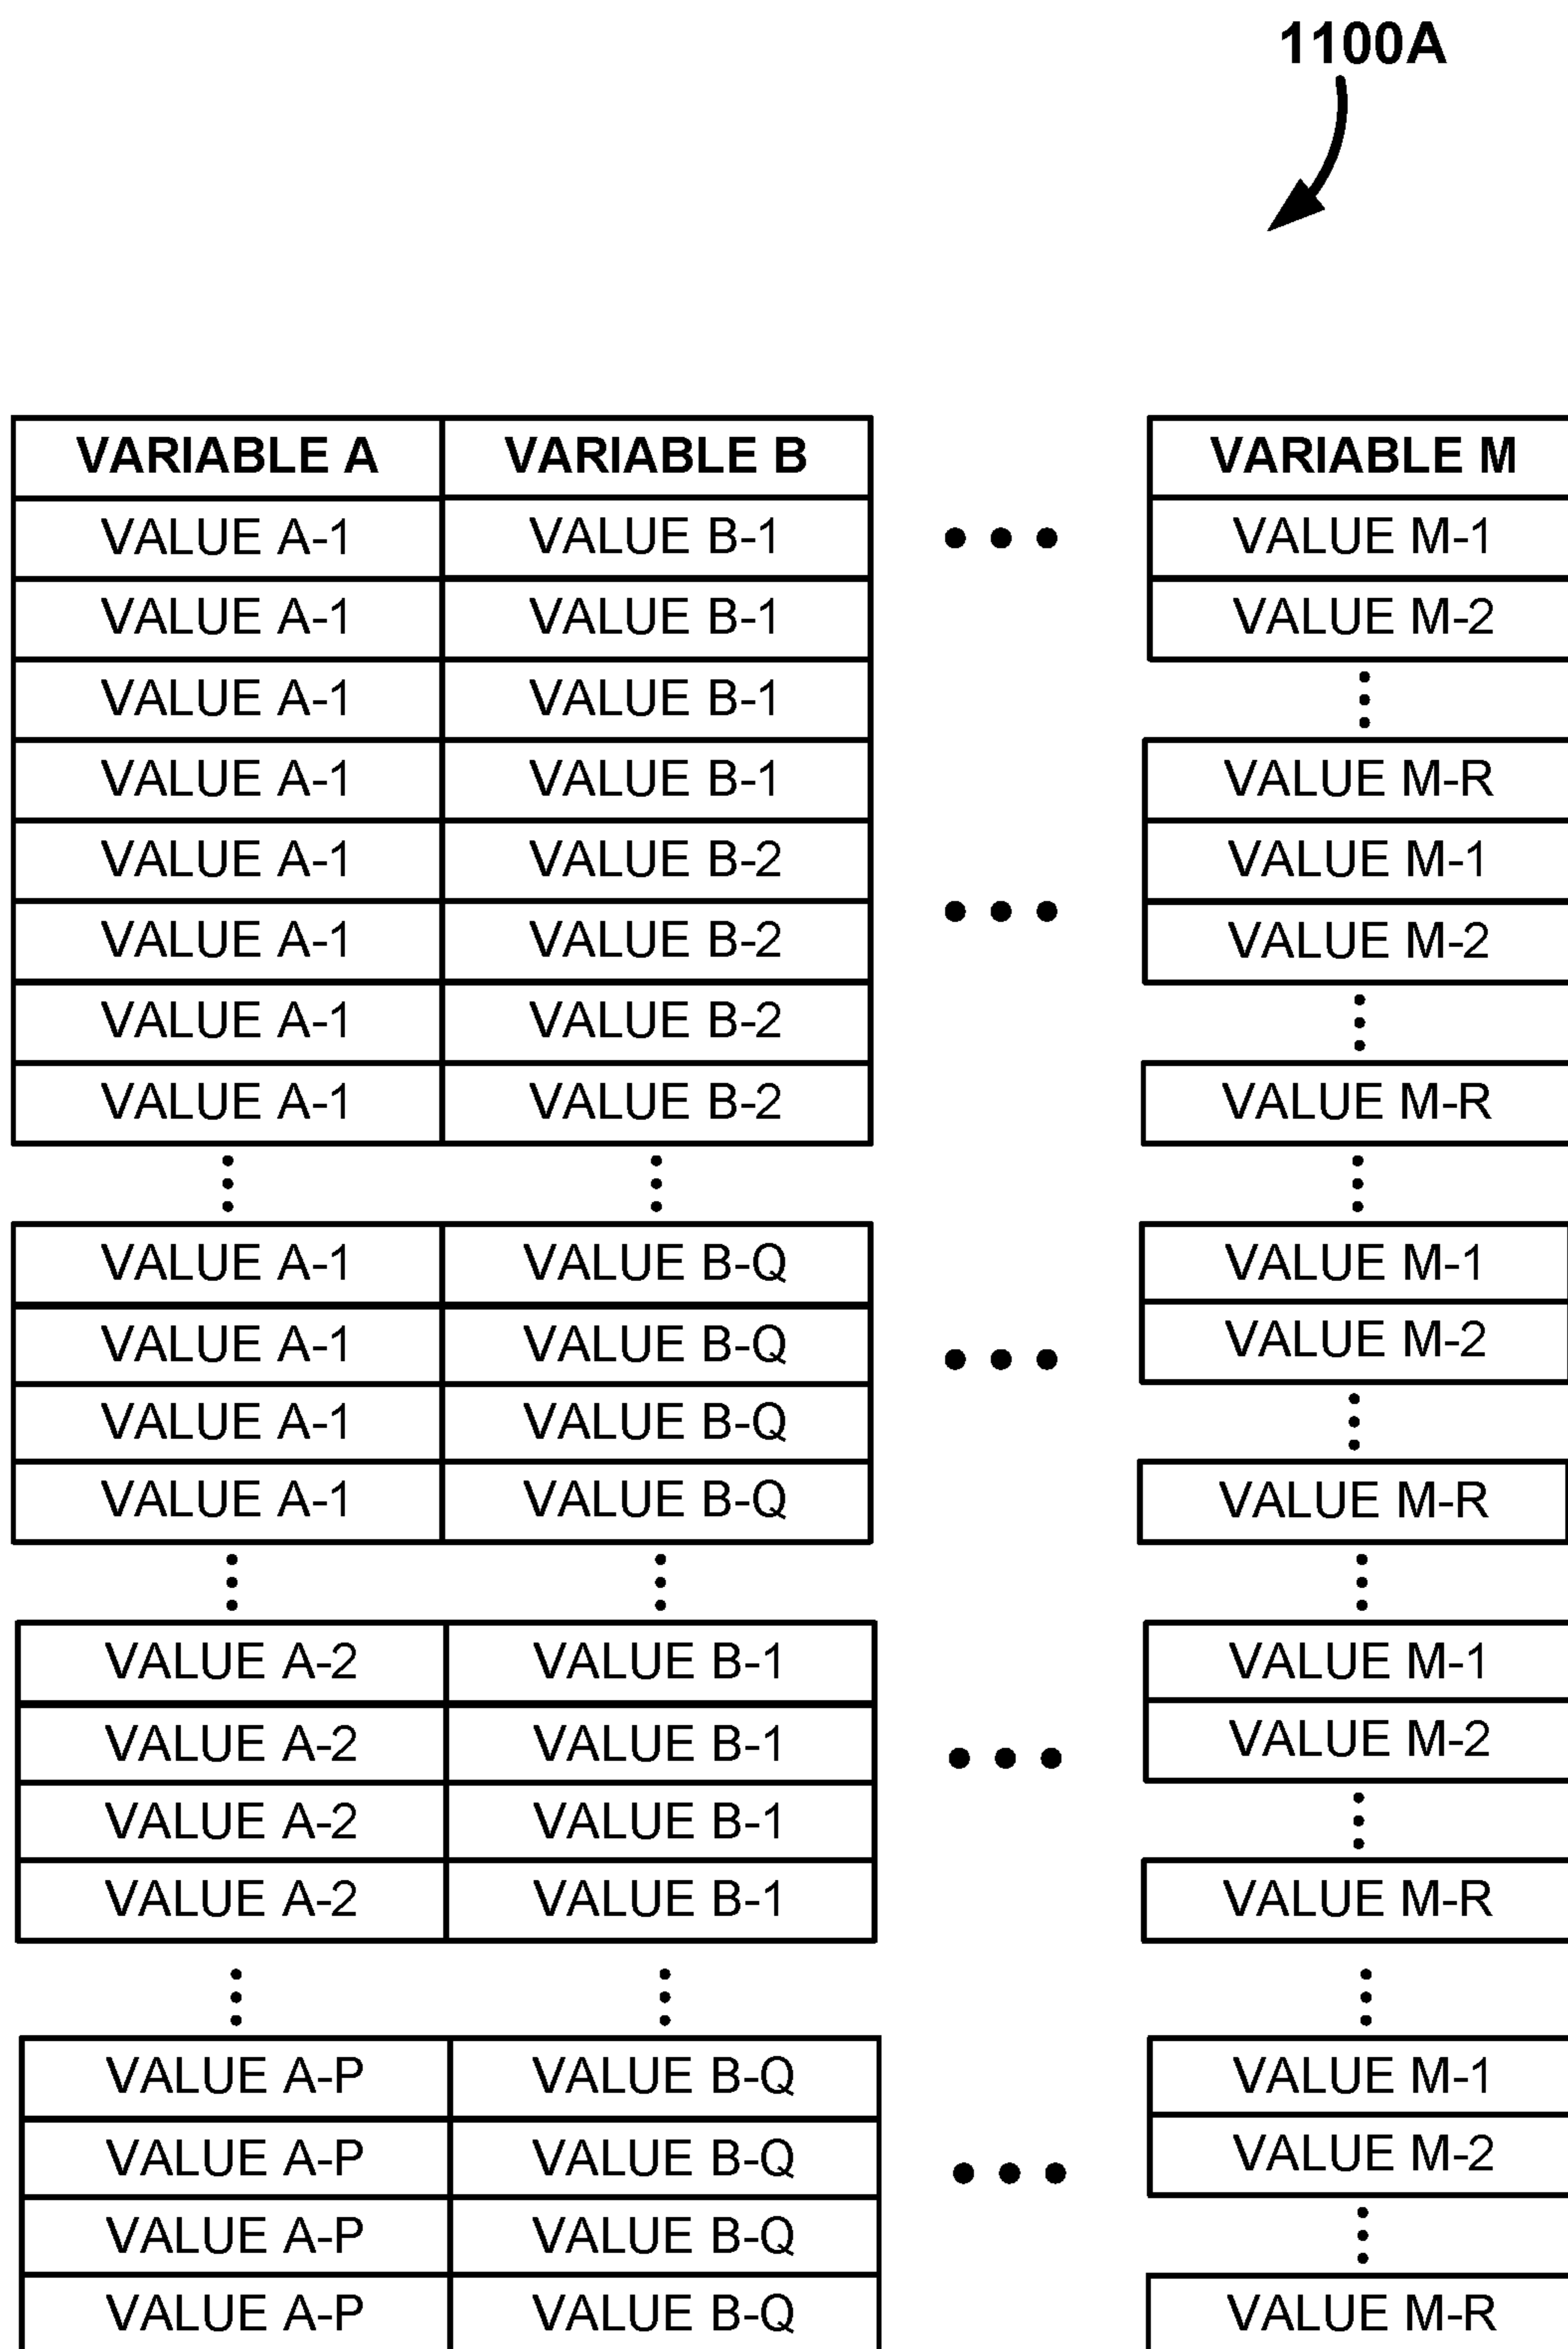 1100A
VARIABLE A VARIABLE B VARIABLE M
VALUE A-1 VALUE B-1 VALUE M-1
VALUE A-1 VALUE B-1 VALUE M-2
VALUE A-1 VALUE B-1
VALUE A-1 VALUE B-1 VALUE M-R
VALUE A-1 VALUE B-2 VALUE M-1
VALUE A-1 VALUE B-2 VALUE M-2
VALUE A-1 VALUE B-2
VALUE A-1 VALUE B-2 VALUE M-R
VALUE A-1 VALUE B-Q VALUE M-1
VALUE A-1 VALUE B-Q VALUE M-2
VALUE A-1 VALUE B-Q
VALUE A-1 VALUE B-Q VALUE M-R
VALUE A-2 VALUE B-1 VALUE M-1
VALUE A-2 VALUE B-1 VALUE M-2
VALUE A-2 VALUE B-1
VALUE A-2 VALUE B-1 VALUE M-R
VALUE A-P VALUE B-Q VALUE M-1
VALUE A-P VALUE B-Q VALUE M-2
VALUE A-P VALUE B-Q
VALUE A-P VALUE B-Q VALUE M-R